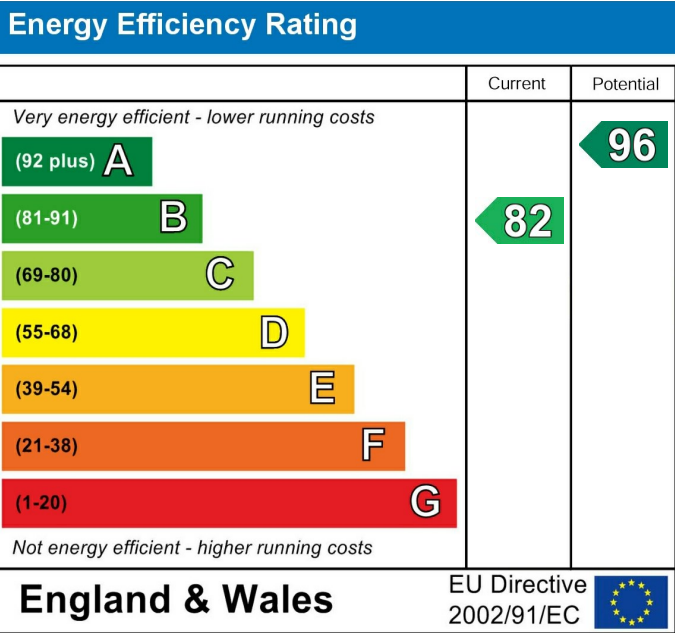 Energy Efficiency Rating
Current Potential
Very energy efficient - lower running costs
(92 plus) A
96
(81-91) B
82
(69-80) C
(55-68) D
(39-54) E
(21-38) F
(1-20) G
Not energy efficient - higher running costs
England & Wales
EU Directive
2002/91/EC